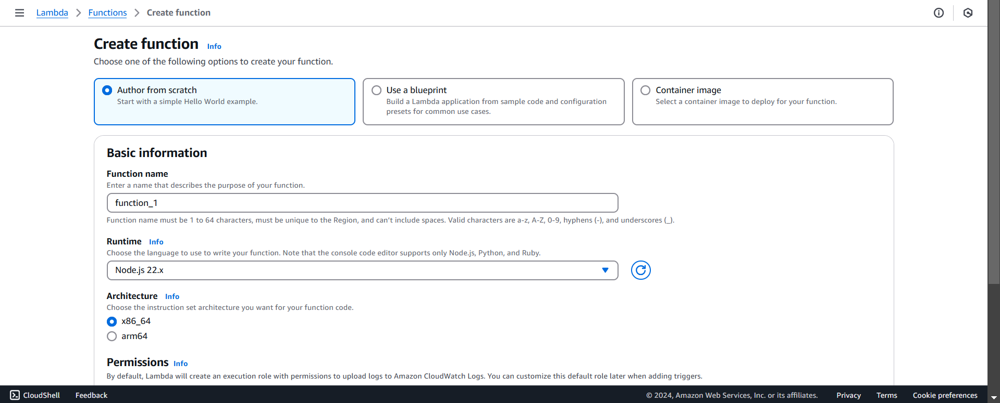 Lambda > Functions > Create function
Create function Info
Choose one of the following options to create your function.
Author from scratch
Start with a simple Hello World example.
Use a blueprint
Build a Lambda application from sample code and configuration
presets for common use cases.
Container image
Select a container image to deploy for your function.
Basic information
Function name
Enter a name that describes the purpose of your function.
function_1
Function name must be 1 to 64 characters, must be unique to the Region, and can't include spaces. Valid characters are a-z, A-Z, 0-9, hyphens (-), and underscores (_).
Runtime Info
Choose the language to use to write your function. Note that the console code editor supports only Node.js, Python, and Ruby.
Node.js 22.x
Architecture Info
Choose the instruction set architecture you want for your function code.
x86_64
arm64
Permissions Info
By default, Lambda will create an execution role with permissions to upload logs to Amazon CloudWatch Logs. You can customize this default role later when adding triggers.
CloudShell Feedback © 2024, Amazon Web Services, Inc. or its affiliates. Privacy Terms Cookie preferences